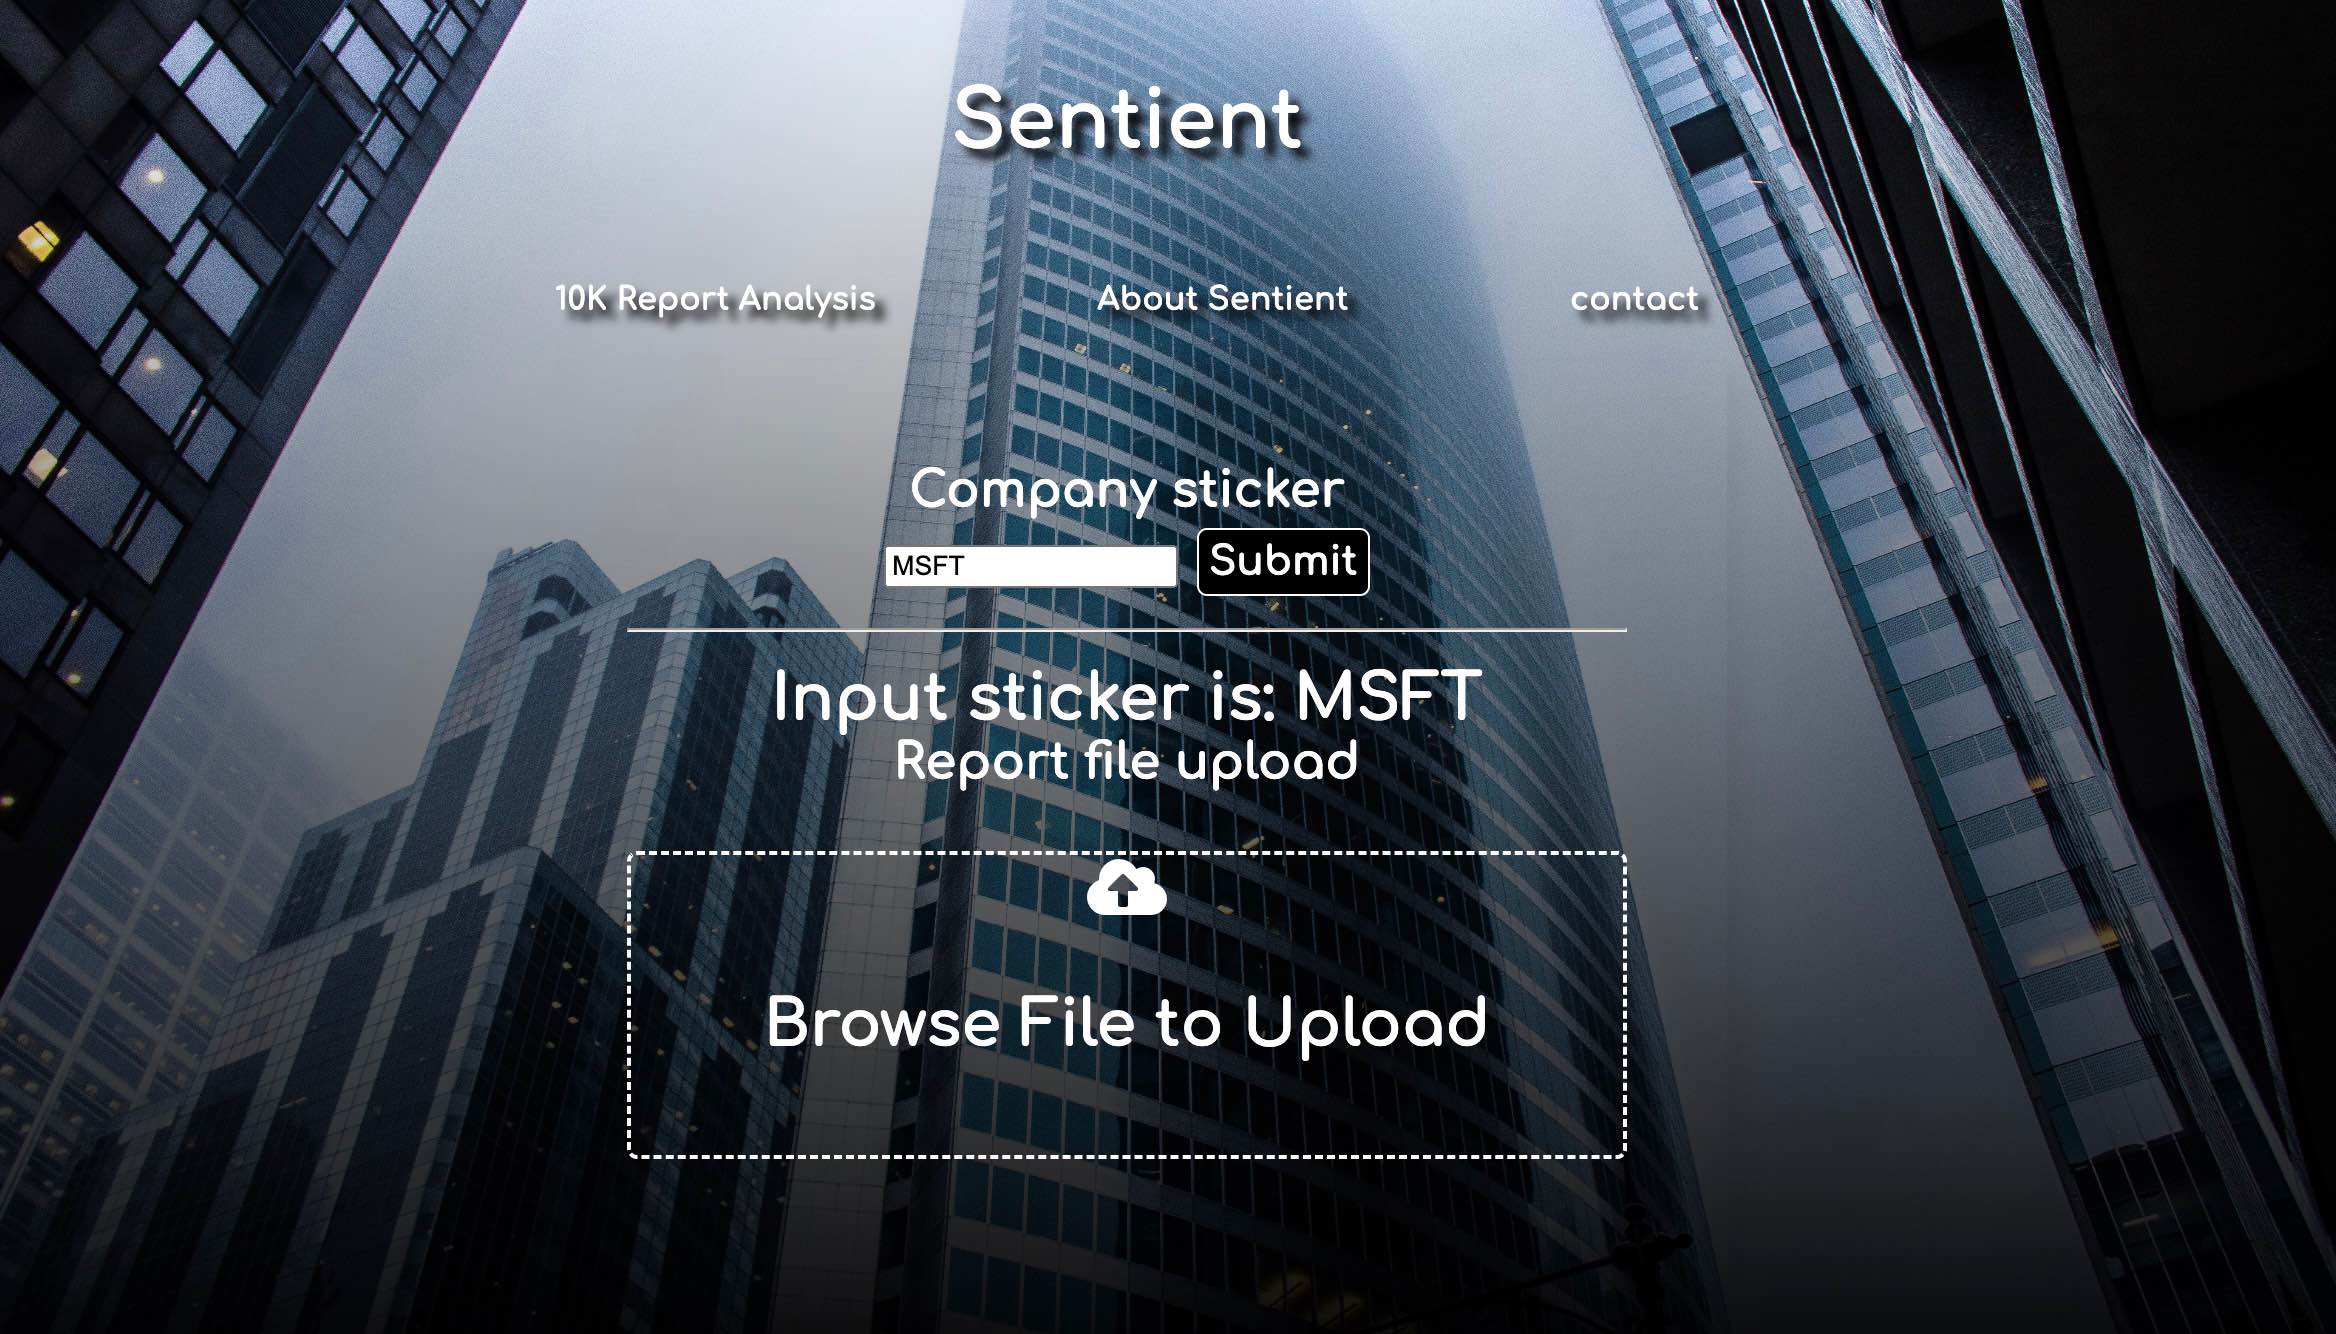 Sentient
10K Report Analysis About Sentient contact
Company sticker
MSFT Submit
Input sticker is: MSFT
Report file upload
Browse File to Upload